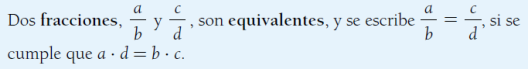 Dos fracciones, a/b y c/d, son equivalentes, y se escribe a/b = c/d, si se
cumple que a · d = b · c.